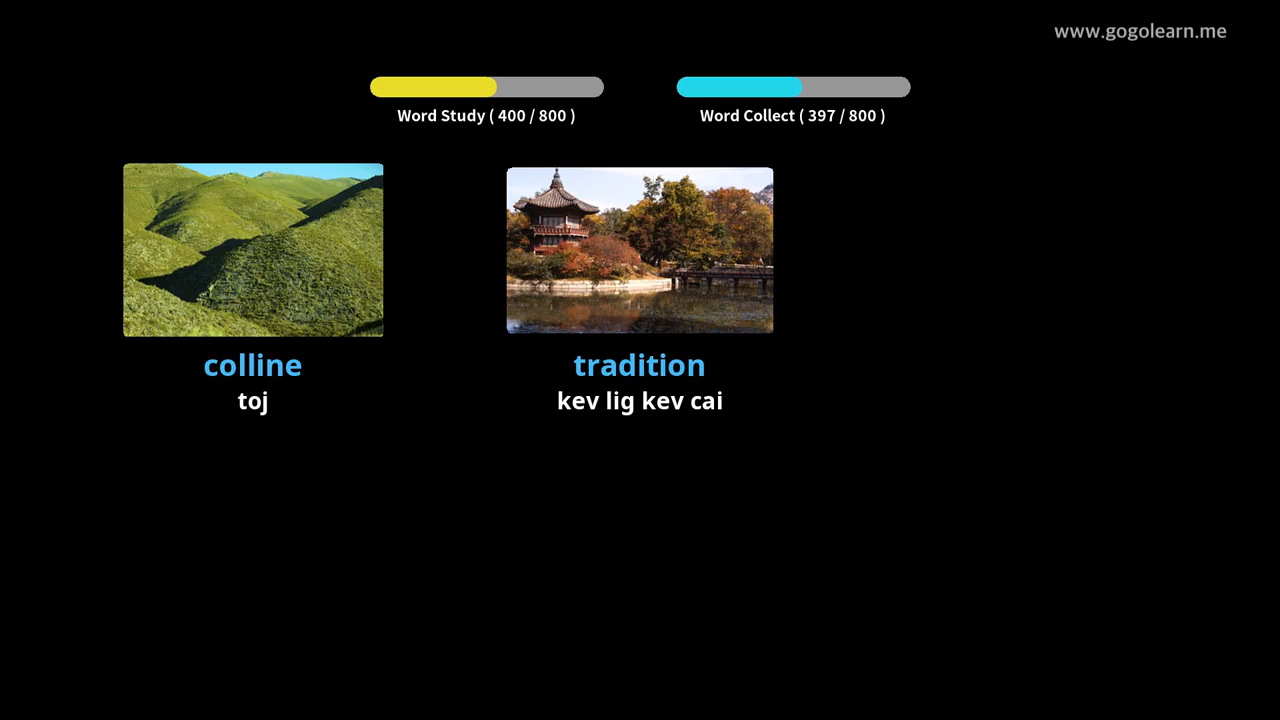 www.gogolearn.me
Word Study ( 400 / 800 )
Word Collect ( 397 / 800 )
colline
toj
tradition
kev lig kev cai